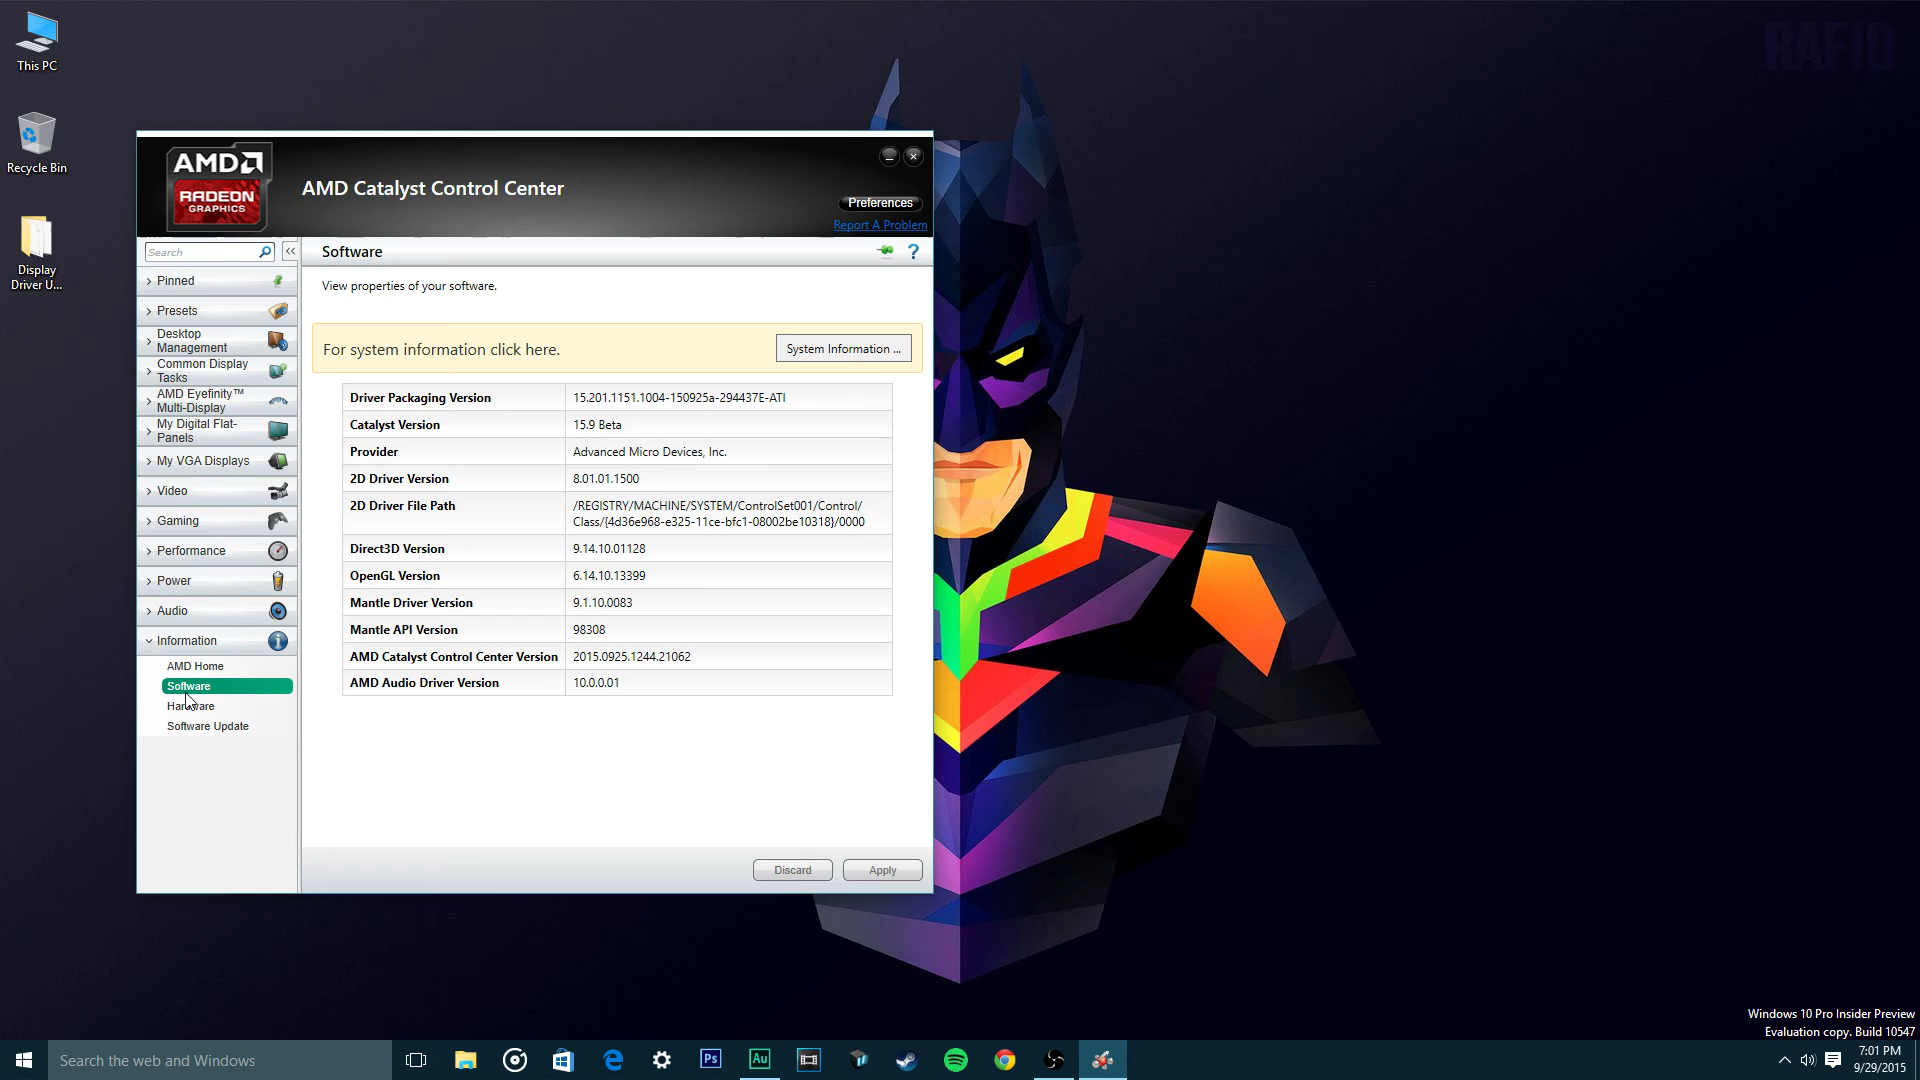 RAFID
This PC
Recycle Bin
Display
Driver U...
AMD
RADEON
GRAPHICS
AMD Catalyst Control Center
Preferences
Report A Problem
Search
Pinned
Presets
Desktop
Management
Common Display
Tasks
AMD Eyefinity™
Multi-Display
My Digital Flat-
Panels
My VGA Displays
Video
Gaming
Performance
Power
Audio
Information
AMD Home
Software
Hardware
Software Update
Software
?
View properties of your software.
For system information click here.
System Information ...
Driver Packaging Version 15.201.1151.1004-150925a-294437E-ATI
Catalyst Version 15.9 Beta
Provider Advanced Micro Devices, Inc.
2D Driver Version 8.01.01.1500
2D Driver File Path /REGISTRY/MACHINE/SYSTEM/ControlSet001/Control/
Class/{4d36e968-e325-11ce-bfc1-08002be10318}/0000
Direct3D Version 9.14.10.01128
OpenGL Version 6.14.10.13399
Mantle Driver Version 9.1.10.0083
Mantle API Version 98308
AMD Catalyst Control Center Version 2015.0925.1244.21062
AMD Audio Driver Version 10.0.0.01
Discard Apply
Windows 10 Pro Insider Preview
Evaluation copy. Build 10547
Search the web and Windows
Ps
Au
7:01 PM
9/29/2015